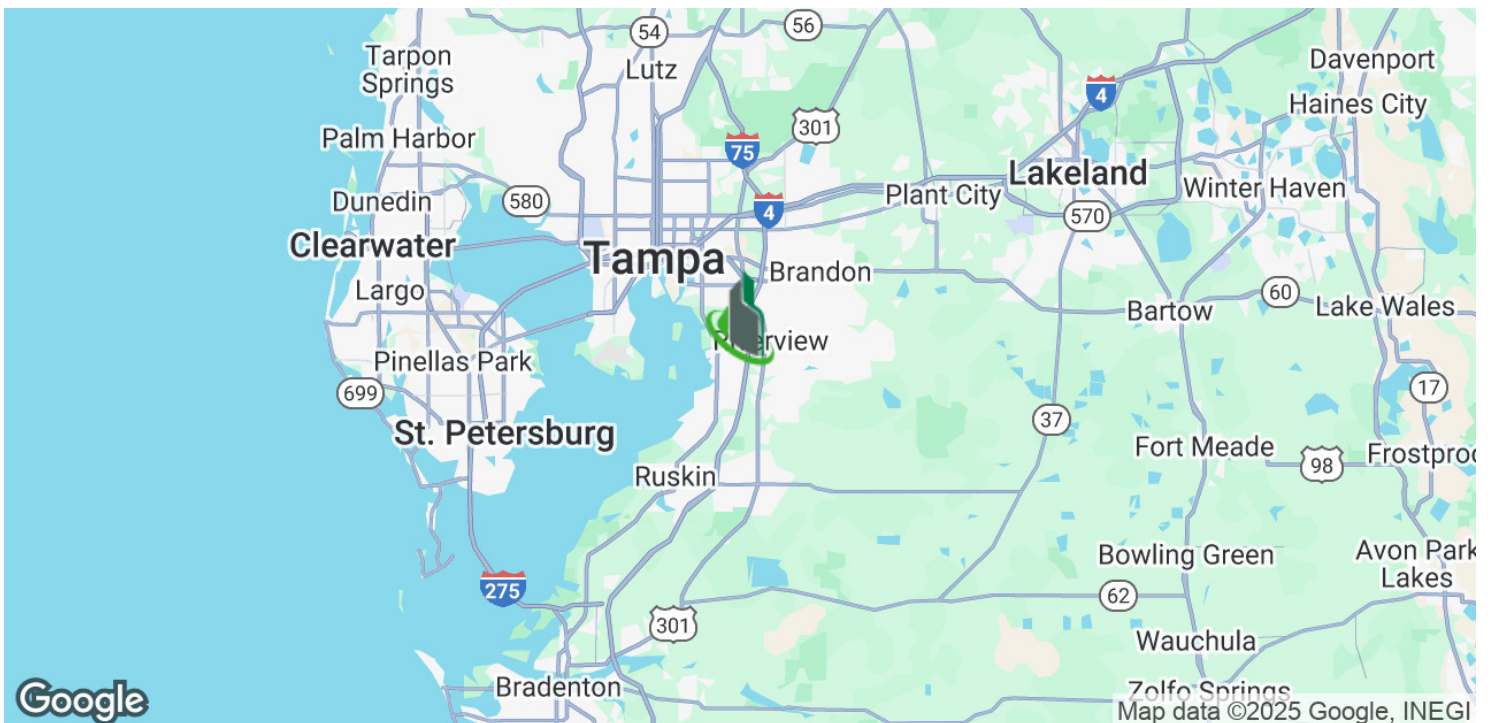 56
54
Tarpon
Springs
Lutz
Davenport
4
Haines City
301
Palm Harbor
75
Lakeland
Plant City
Winter Haven
Dunedin
580
4
570
Clearwater
Tampa
Brandon
Largo
60
Bartow
Lake Wales
Pinellas Park
699
17
37
St. Petersburg
Fort Meade
98
Frostproo
Ruskin
Bowling Green
Avon Park
Lakes
275
62
301
Wauchula
Bradenton
Zolfo Springs
Google
Map data ©2025 Google, INEGI